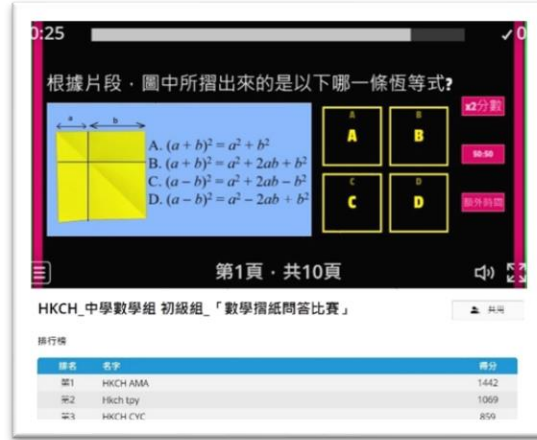 0:25
✓ 0
根據片段，圖中所摺出來的是以下哪一條恆等式?
x2分數
a b
A. (a + b)² = a² + b²
B. (a + b)² = a² + 2ab + b²
C. (a − b)² = a² + 2ab − b²
D. (a − b)² = a² − 2ab + b²
A
A
B
B
50:50
C
C
D
D
額外時間
第1頁，共10頁
HKCH_中學數學組 初級組_「數學摺紙問答比賽」
共用
排行榜
排名 名字 得分
第1 HKCH AMA 1442
第2 Hkch tpy 1069
第3 HKCH CYC 859